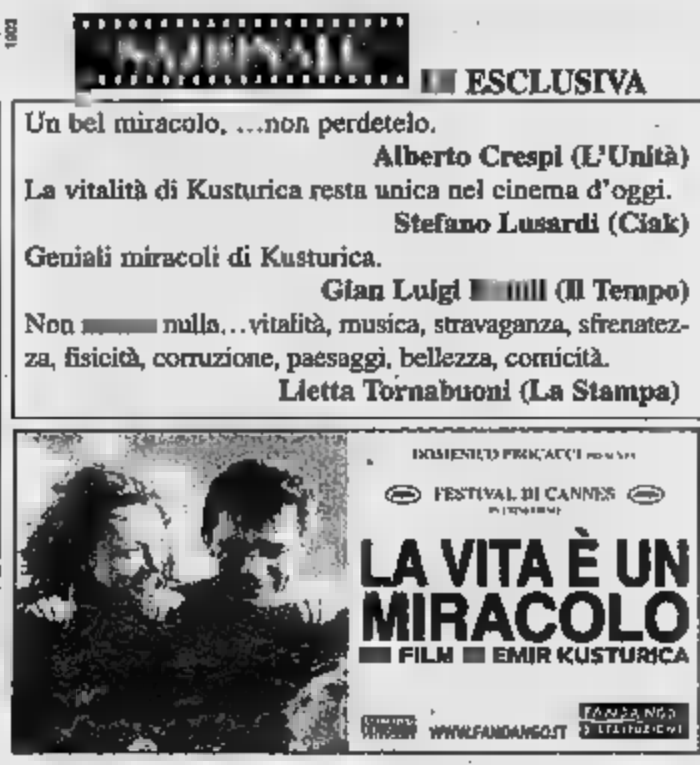 ESCLUSIVA
Un bel miracolo, ...non perdetelo.
Alberto Crespi (L'Unità)
La vitalità di Kusturica resta unica nel cinema d'oggi.
Stefano Lusardi (Ciak)
Geniali miracoli di Kusturica.
Gian Luigi (Il Tempo)
Non nulla...vitalità, musica, stravaganza, sfrenatez-
za, fisicità, corruzione, paesaggi, bellezza, comicità.
Lietta Tornabuoni (La Stampa)
DOMENICO PROCACCI
FESTIVAL DI CANNES
LA VITA È UN
MIRACOLO
FILM EMIR KUSTURICA
WWW.FANDANGO.IT
FANDANGO